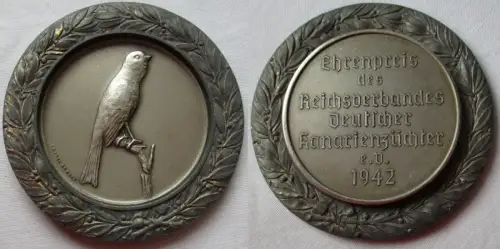 Ehrenpreis
des
Reichsverbandes
Deutscher
Kanarienzüchter
e.V.
1942